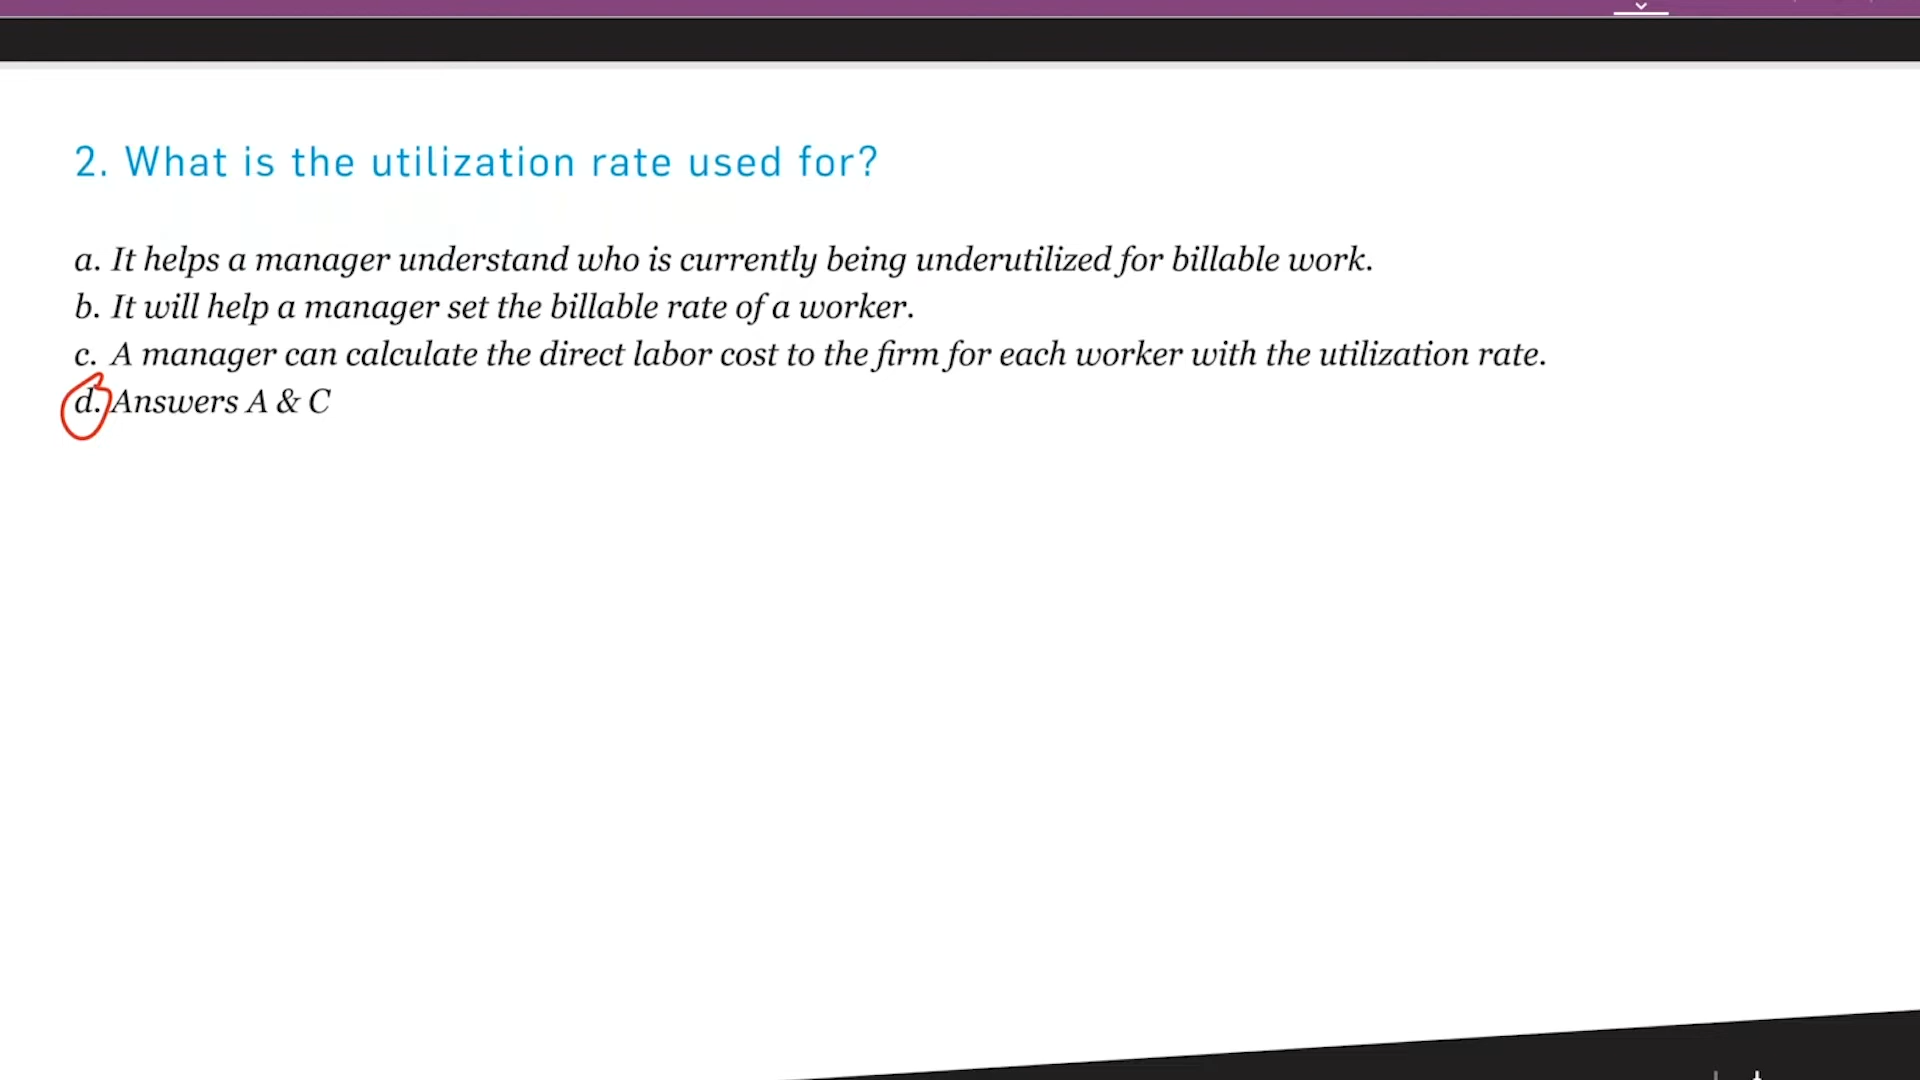 2. What is the utilization rate used for?
a. It helps a manager understand who is currently being underutilized for billable work.
b. It will help a manager set the billable rate of a worker.
c. A manager can calculate the direct labor cost to the firm for each worker with the utilization rate.
d. Answers A & C